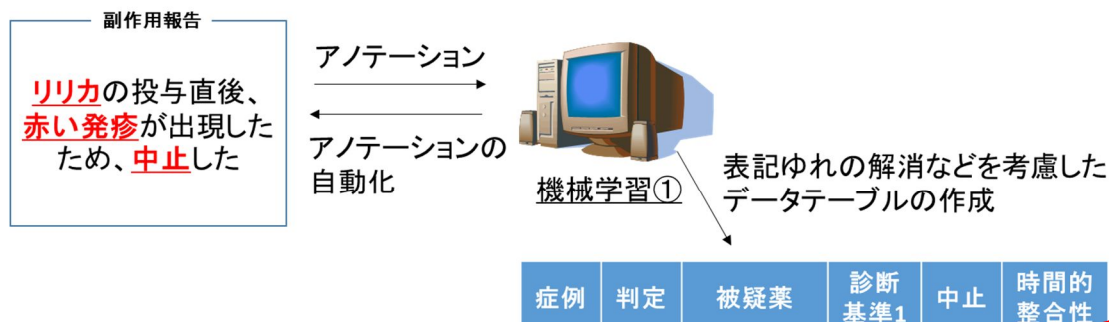 副作用報告
リリカの投与直後、
赤い発疹が出現した
ため、中止した
アノテーション
アノテーションの
自動化
機械学習①
表記ゆれの解消などを考慮した
データテーブルの作成
症例 判定 被疑薬 診断基準1 中止 時間的整合性